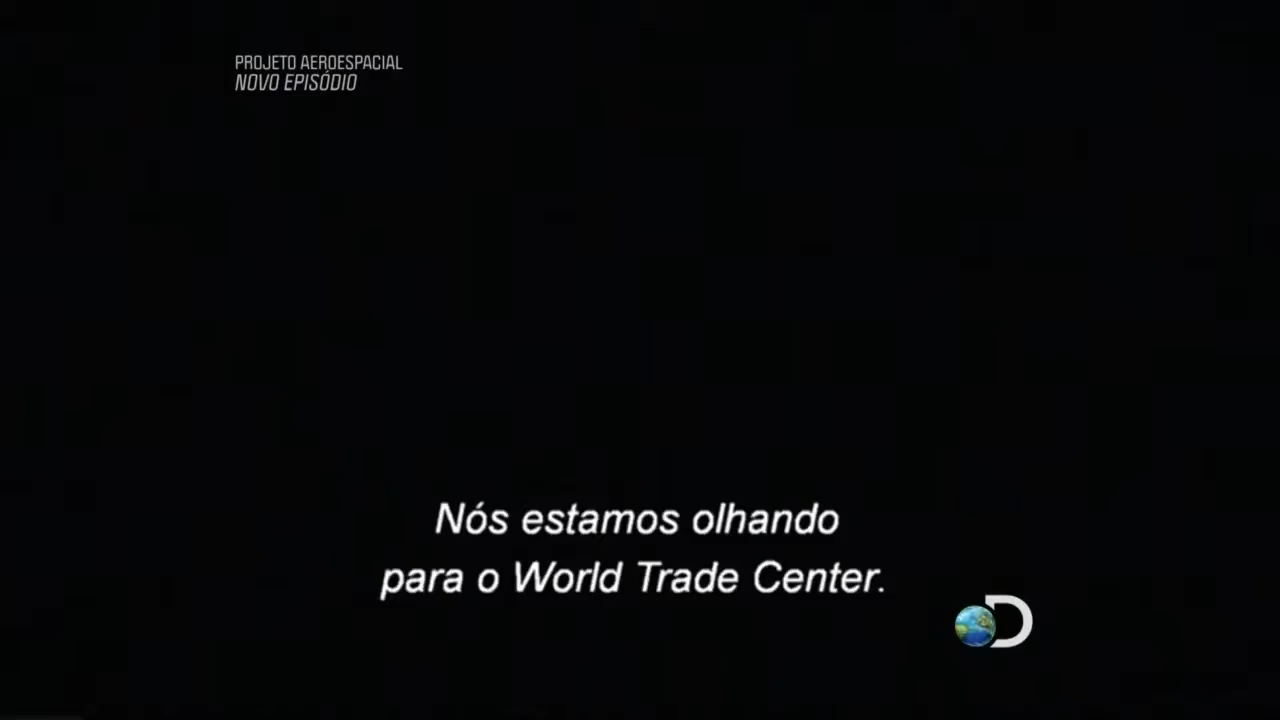 PROJETO AEROESPACIAL
NOVO EPISÓDIO
Nós estamos olhando
para o World Trade Center.
D